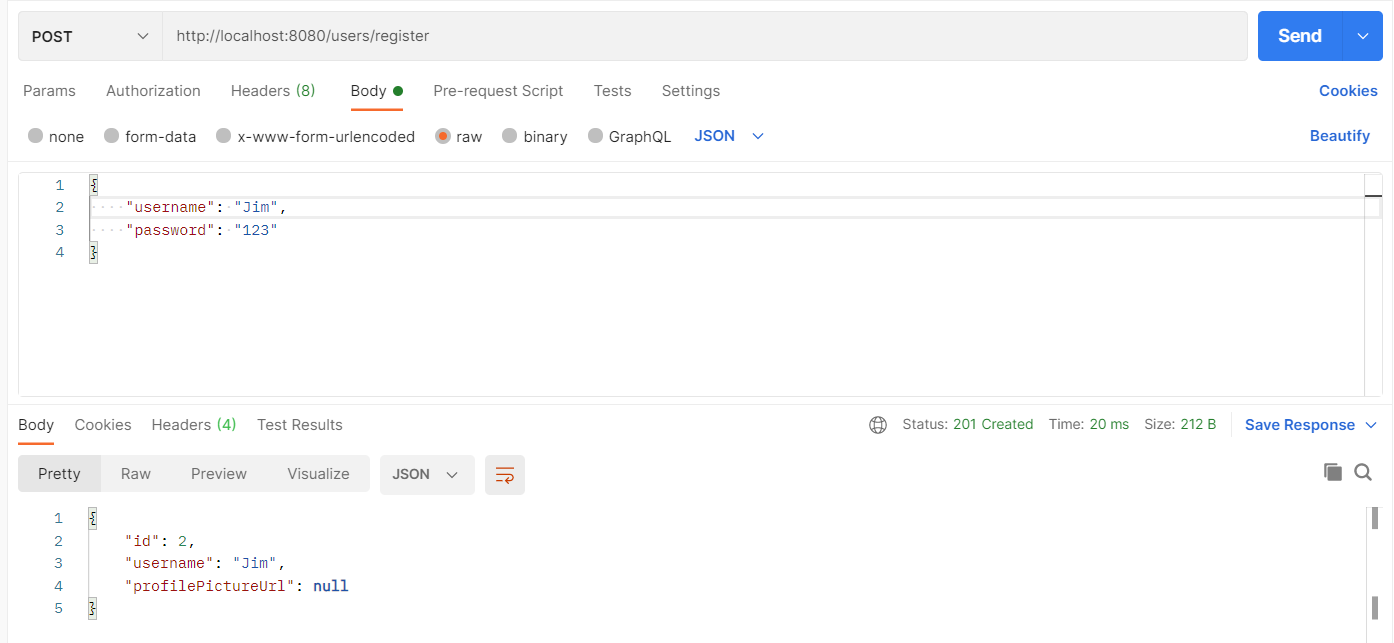 POST http://localhost:8080/users/register Send
Params Authorization Headers (8) Body Pre-request Script Tests Settings Cookies
none form-data x-www-form-urlencoded raw binary GraphQL JSON Beautify
1 {
2 "username": "Jim",
3 "password": "123"
4 }
Body Cookies Headers (4) Test Results Status: 201 Created Time: 20 ms Size: 212 B Save Response
Pretty Raw Preview Visualize JSON
1 {
2 "id": 2,
3 "username": "Jim",
4 "profilePictureUrl": null
5 }